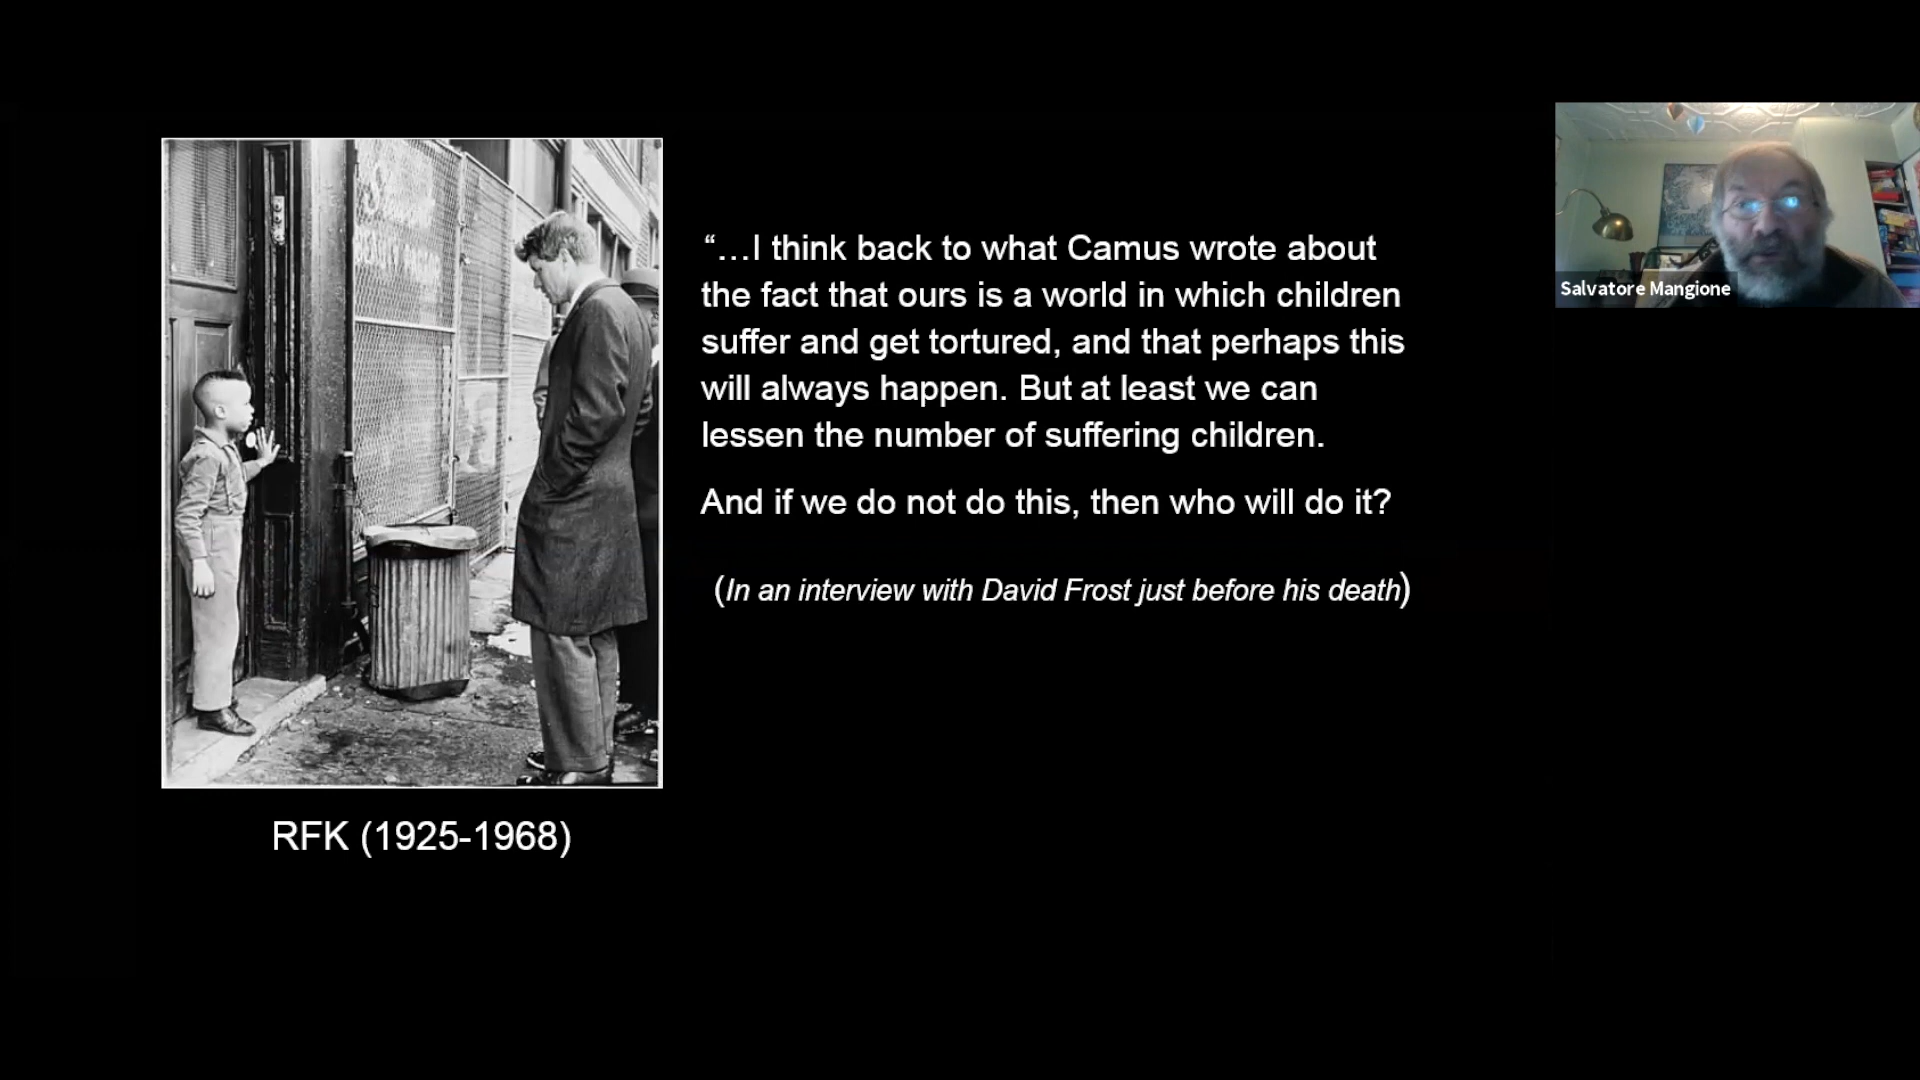 “…I think back to what Camus wrote about
the fact that ours is a world in which children
suffer and get tortured, and that perhaps this
will always happen. But at least we can
lessen the number of suffering children.
And if we do not do this, then who will do it?
(In an interview with David Frost just before his death)
RFK (1925-1968)
Salvatore Mangione